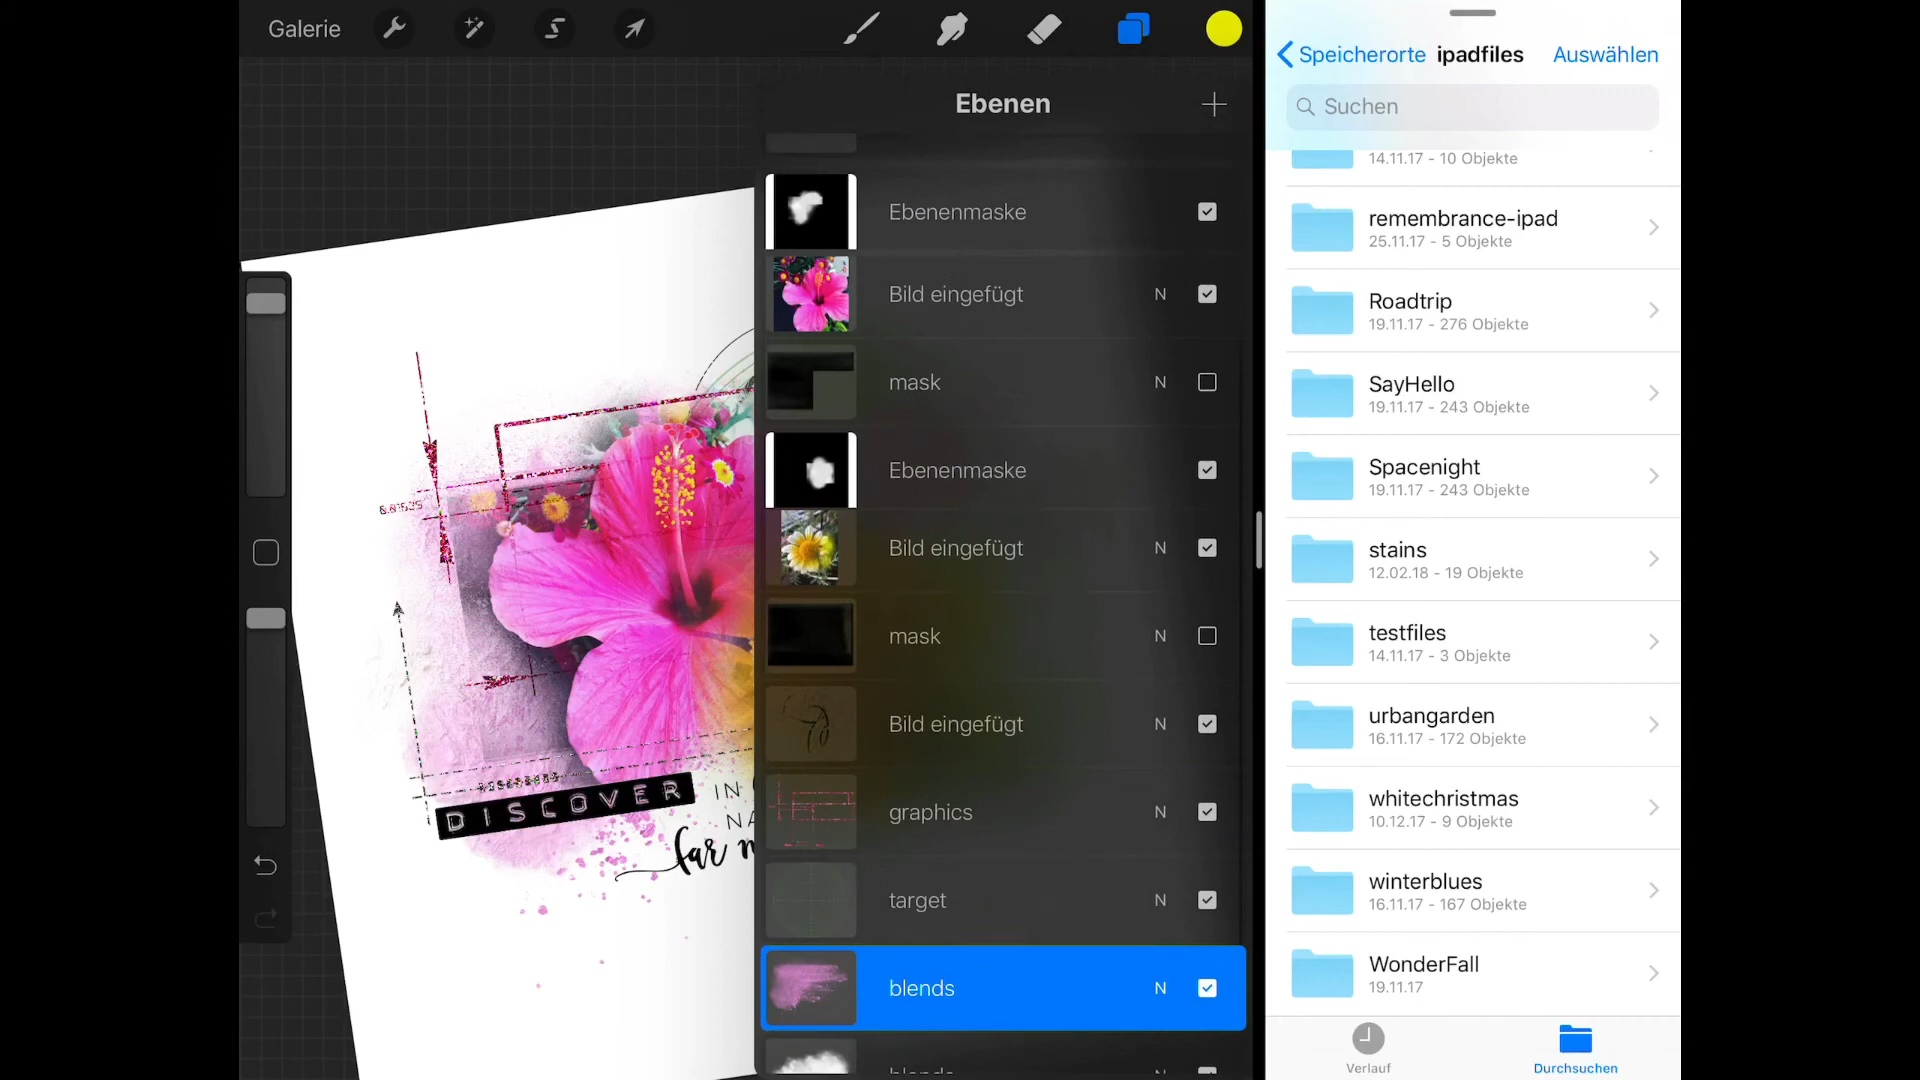 Galerie
Ebenen
Ebenenmaske
Bild eingefügt N
mask N
Ebenenmaske
Bild eingefügt N
mask N
Bild eingefügt N
graphics N
target N
blends N
DISCOVER
IN
far
Speicherorte ipadfiles Auswählen
Suchen
14.11.17 - 10 Objekte
remembrance-ipad
25.11.17 - 5 Objekte
Roadtrip
19.11.17 - 276 Objekte
SayHello
19.11.17 - 243 Objekte
Spacenight
19.11.17 - 243 Objekte
stains
12.02.18 - 19 Objekte
testfiles
14.11.17 - 3 Objekte
urbangarden
16.11.17 - 172 Objekte
whitechristmas
10.12.17 - 9 Objekte
winterblues
16.11.17 - 167 Objekte
WonderFall
19.11.17
Verlauf
Durchsuchen